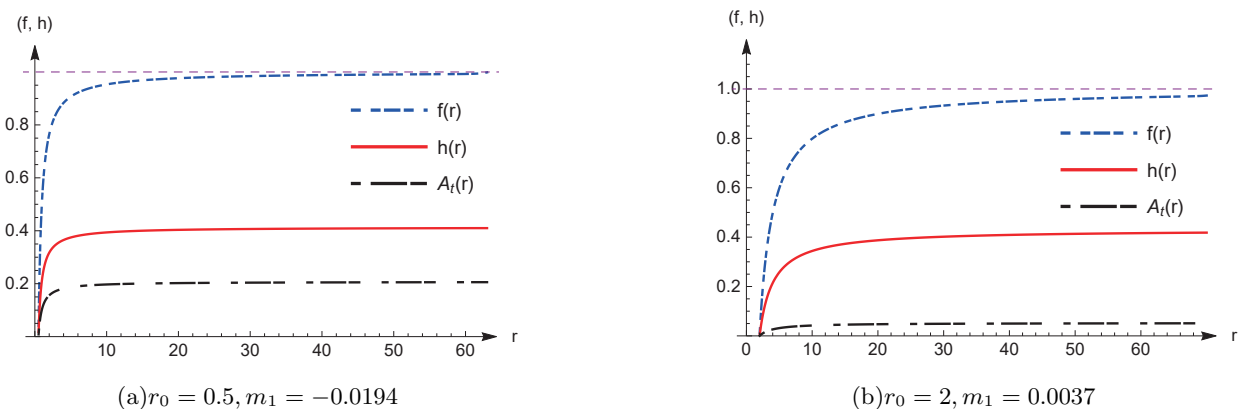 (f, h)
0.8
0.6
0.4
0.2
10 20 30 40 50 60
r
f(r)
h(r)
A_t(r)
(a)r_0 = 0.5, m_1 = −0.0194
(f, h)
1.0
0.8
0.6
0.4
0.2
0 10 20 30 40 50 60
r
f(r)
h(r)
A_t(r)
(b)r_0 = 2, m_1 = 0.0037